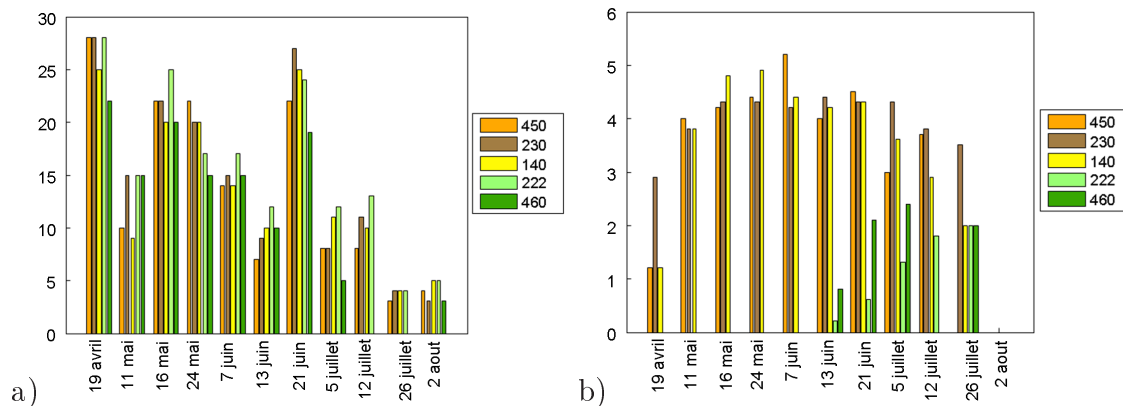 a)
30
25
20
15
10
5
0
19 avril
11 mai
16 mai
24 mai
7 juin
13 juin
21 juin
5 juillet
12 juillet
26 juillet
2 aout
450
230
140
222
460
b)
6
5
4
3
2
1
0
19 avril
11 mai
16 mai
24 mai
7 juin
13 juin
21 juin
5 juillet
12 juillet
26 juillet
2 aout
450
230
140
222
460